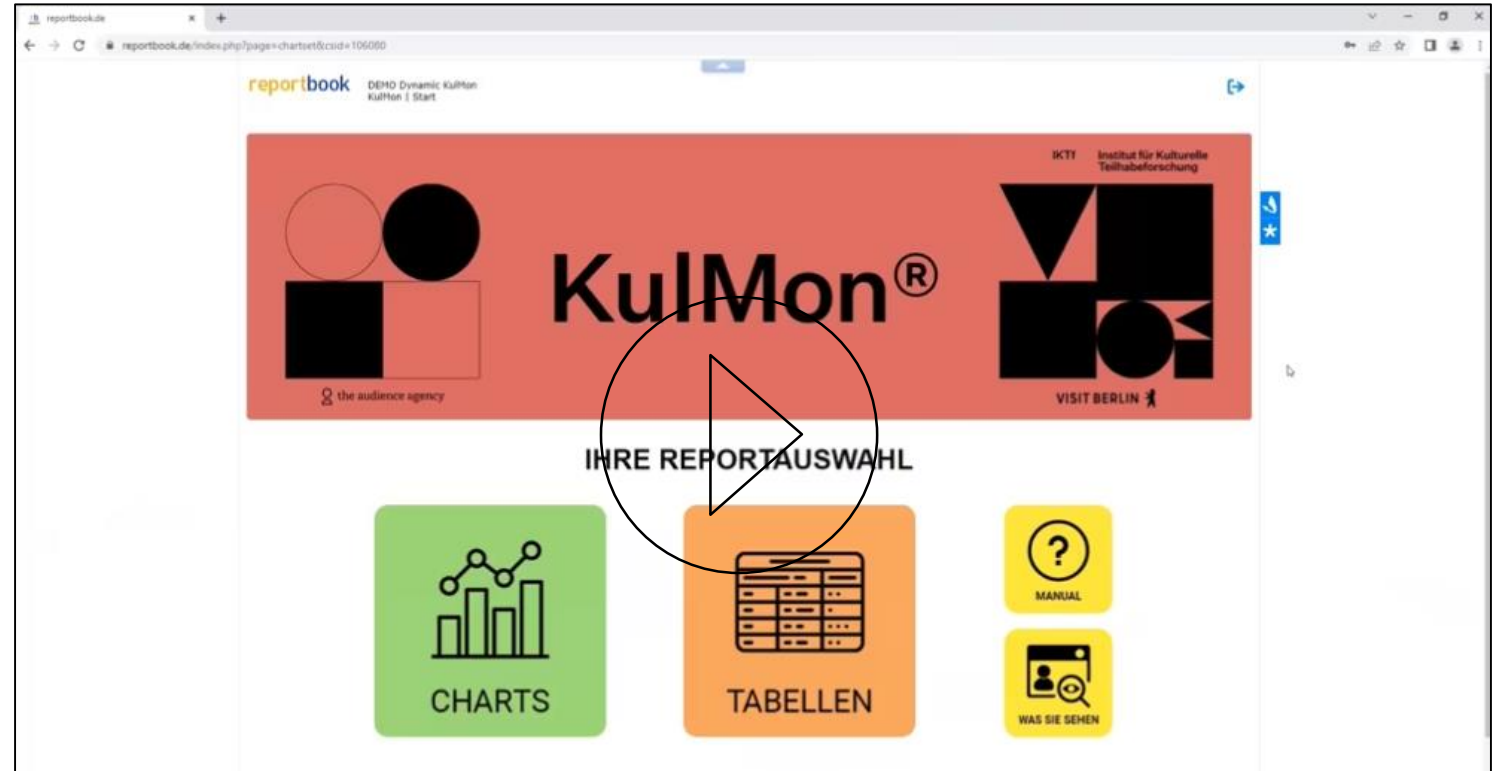 reportbook.de
reportbook.de/index.php?page=chartset&csid=106080
reportbook
DEMO Dynamic KulMon
KulMon | Start
IKTf Institut für Kulturelle
Teilhabeforschung
KulMon®
the audience agency
VISIT BERLIN
IHRE REPORTAUSWAHL
CHARTS
TABELLEN
?
MANUAL
WAS SIE SEHEN